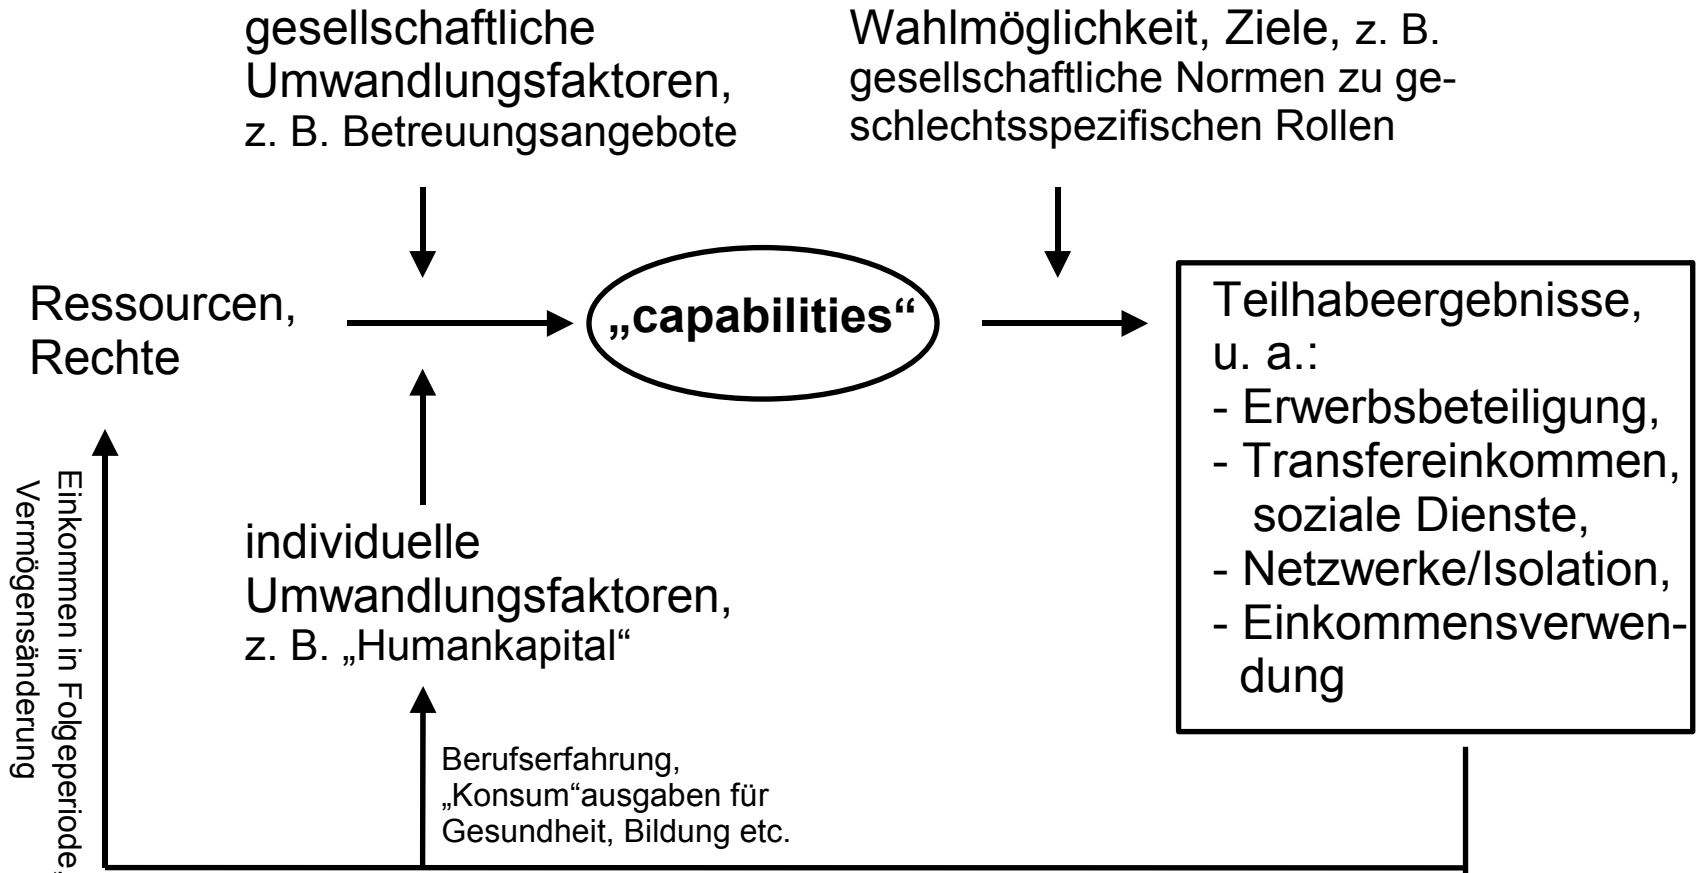 gesellschaftliche
Umwandlungsfaktoren,
z. B. Betreuungsangebote
Wahlmöglichkeit, Ziele, z. B.
gesellschaftliche Normen zu ge-
schlechtsspezifischen Rollen
Ressourcen,
Rechte
„capabilities“
Teilhabeergebnisse,
u. a.:
- Erwerbsbeteiligung,
- Transfereinkommen,
soziale Dienste,
- Netzwerke/Isolation,
- Einkommensverwen-
dung
individuelle
Umwandlungsfaktoren,
z. B. „Humankapital“
Einkommen in Folgeperiode,
Vermögensänderung
Berufserfahrung,
„Konsum“ausgaben für
Gesundheit, Bildung etc.